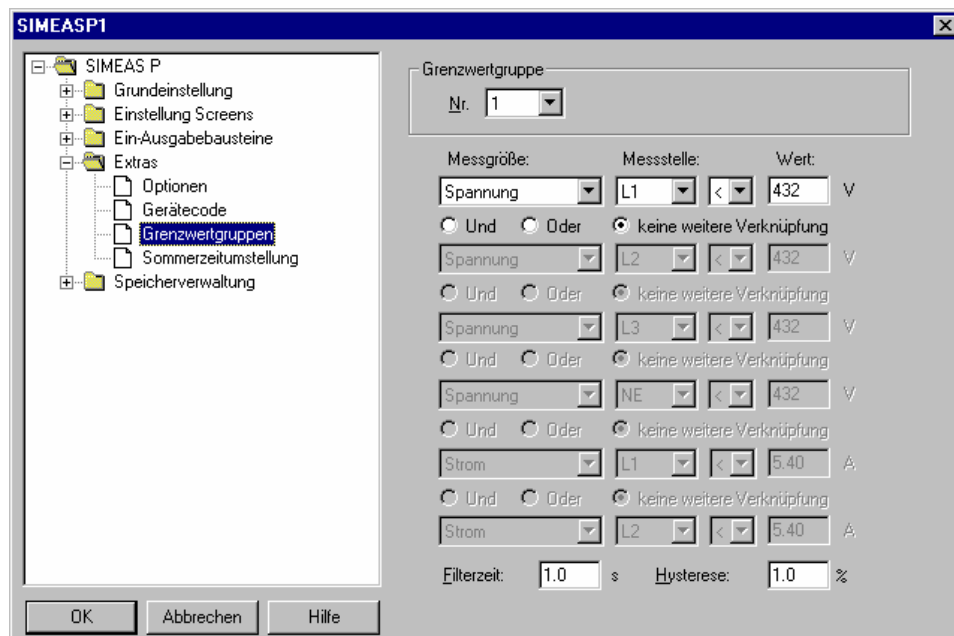 SIMEASP1
SIMEAS P
Grundeinstellung
Einstellung Screens
Ein-Ausgabebausteine
Extras
Optionen
Gerätecode
Grenzwertgruppen
Sommerzeitumstellung
Speicherverwaltung
OK Abbrechen Hilfe
Grenzwertgruppe
Nr. 1
Messgröße: Messstelle: Wert:
Spannung L1 < 432 V
Und Oder keine weitere Verknüpfung
Spannung L2 < 432 V
Und Oder keine weitere Verknüpfung
Spannung L3 < 432 V
Und Oder keine weitere Verknüpfung
Spannung NE < 432 V
Und Oder keine weitere Verknüpfung
Strom L1 < 5.40 A
Und Oder keine weitere Verknüpfung
Strom L2 < 5.40 A
Filterzeit: 1.0 s Hysterese: 1.0 %